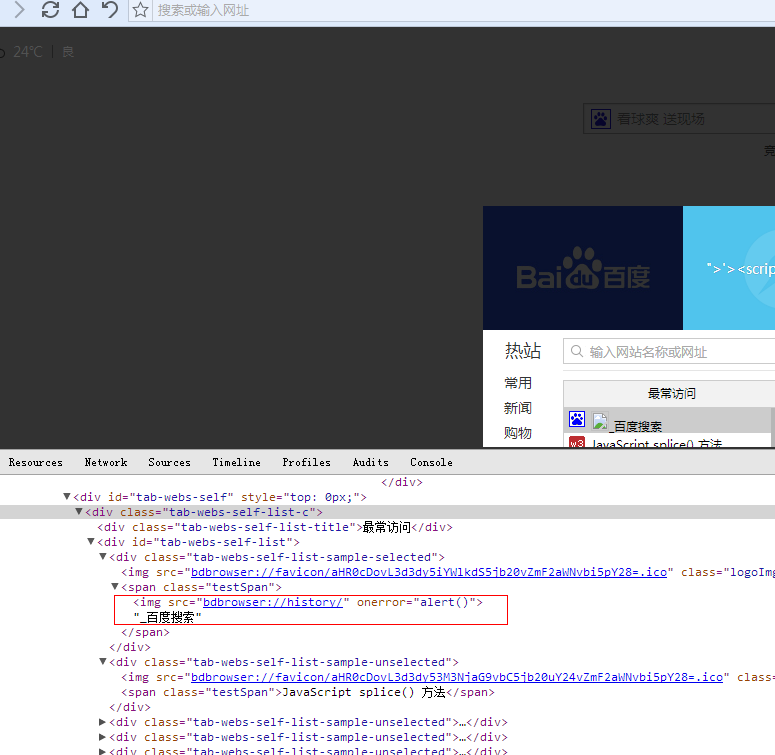 搜索或输入网址
24℃ | 良
看球爽 送现场
Bai du 百度
">'><scrip
热站
输入网站名称或网址
常用
最常访问
新闻
_百度搜索
购物
w3 JavaScript splice() 方法
Resources Network Sources Timeline Profiles Audits Console
</div>
▼<div id="tab-webs-self" style="top: 0px;">
▼<div class="tab-webs-self-list-c">
<div class="tab-webs-self-list-title">最常访问</div>
▼<div id="tab-webs-self-list">
▼<div class="tab-webs-self-list-sample-selected">
<img src="bdbrowser://favicon/aHR0cDovL3d3dy5iYWlkdS5jb20vZmF2aWNvbi5pY28=.ico" class="logoImg
▼<span class="testSpan">
<img src="bdbrowser://history/" onerror="alert()">
"_百度搜索"
</span>
</div>
▼<div class="tab-webs-self-list-sample-unselected">
<img src="bdbrowser://favicon/aHR0cDovL3d3dy53M3NjaG9vbC5jb20uY24vZmF2aWNvbi5pY28=.ico" class=
<span class="testSpan">JavaScript splice() 方法</span>
</div>
▶<div class="tab-webs-self-list-sample-unselected">…</div>
▶<div class="tab-webs-self-list-sample-unselected">…</div>
▶<div class="tab-webs-self-list-sample-unselected">…</div>